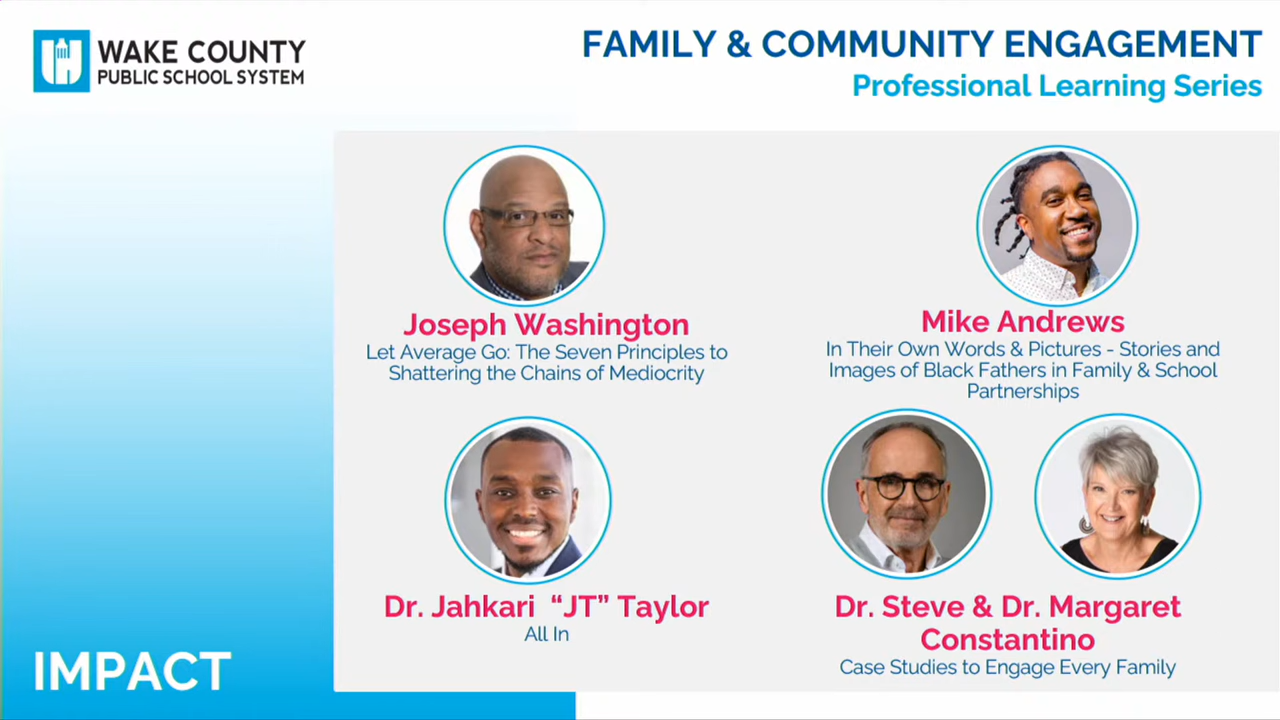 WAKE COUNTY
PUBLIC SCHOOL SYSTEM
FAMILY & COMMUNITY ENGAGEMENT
Professional Learning Series
Joseph Washington
Let Average Go: The Seven Principles to
Shattering the Chains of Mediocrity
Mike Andrews
In Their Own Words & Pictures - Stories and
Images of Black Fathers in Family & School
Partnerships
Dr. Jahkari “JT” Taylor
All In
Dr. Steve & Dr. Margaret
Constantino
Case Studies to Engage Every Family
IMPACT